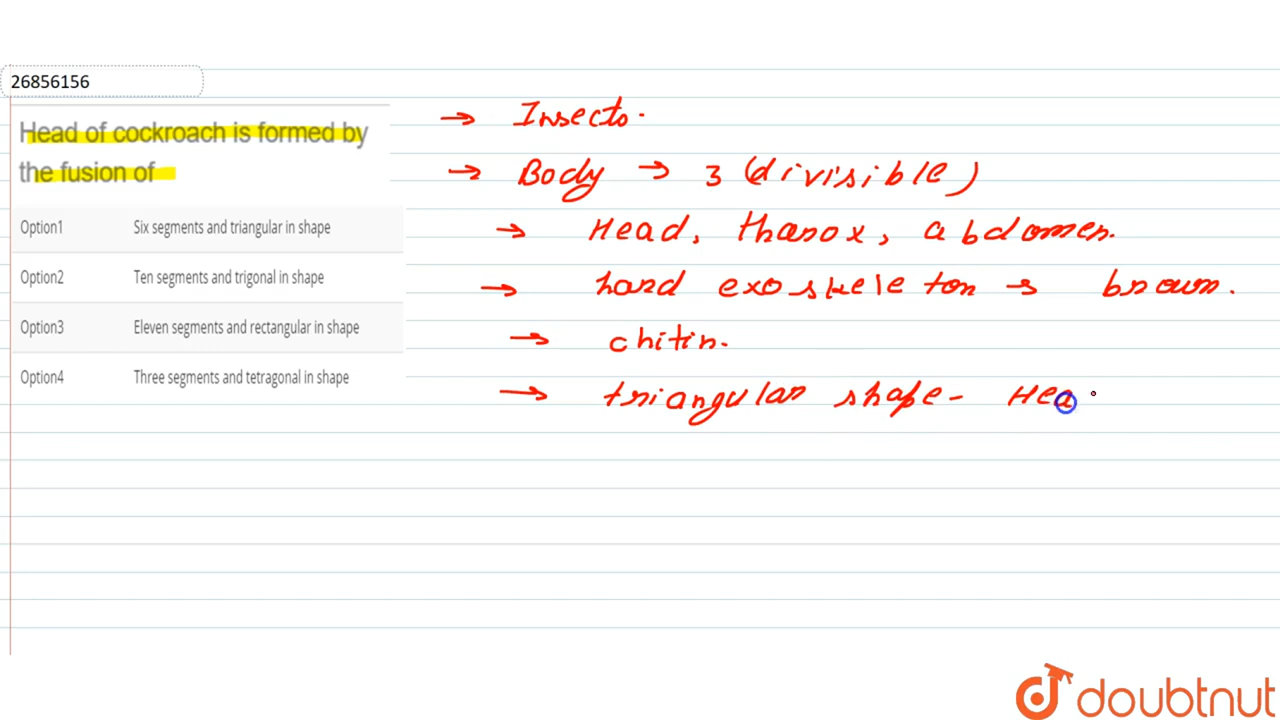 26856156
Head of cockroach is formed by
the fusion of
Option1 Six segments and triangular in shape
Option2 Ten segments and trigonal in shape
Option3 Eleven segments and rectangular in shape
Option4 Three segments and tetragonal in shape
→ Insecta.
→ Body → 3 (divisible)
→ Head, thorox, abdomen.
→ hard exoskeleton → brown.
→ chitin.
→ triangular shape - Hea
doubtnut